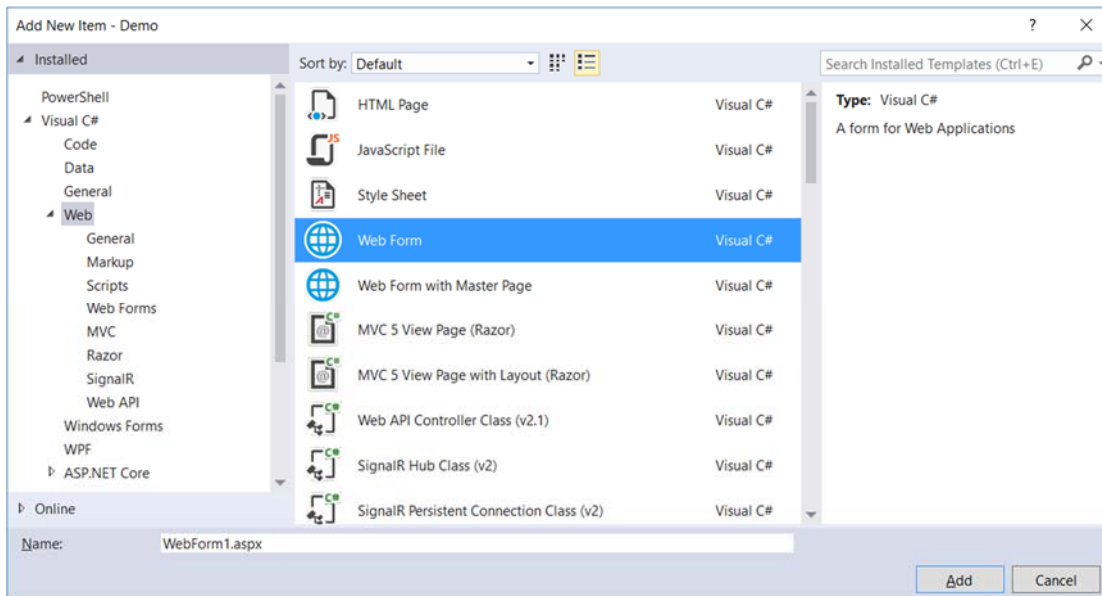 Add New Item - Demo ?
Installed
PowerShell
Visual C#
Code
Data
General
Web
General
Markup
Scripts
Web Forms
MVC
Razor
SignalR
Web API
Windows Forms
WPF
ASP.NET Core
Online
Sort by: Default
HTML Page Visual C#
JS
JavaScript File Visual C#
Style Sheet Visual C#
Web Form Visual C#
Web Form with Master Page Visual C#
C#
@
MVC 5 View Page (Razor) Visual C#
C#
@
MVC 5 View Page with Layout (Razor) Visual C#
C#
Web API Controller Class (v2.1) Visual C#
C#
SignalR Hub Class (v2) Visual C#
C#
SignalR Persistent Connection Class (v2) Visual C#
Search Installed Templates (Ctrl+E)
Type: Visual C#
A form for Web Applications
Name: WebForm1.aspx
Add Cancel